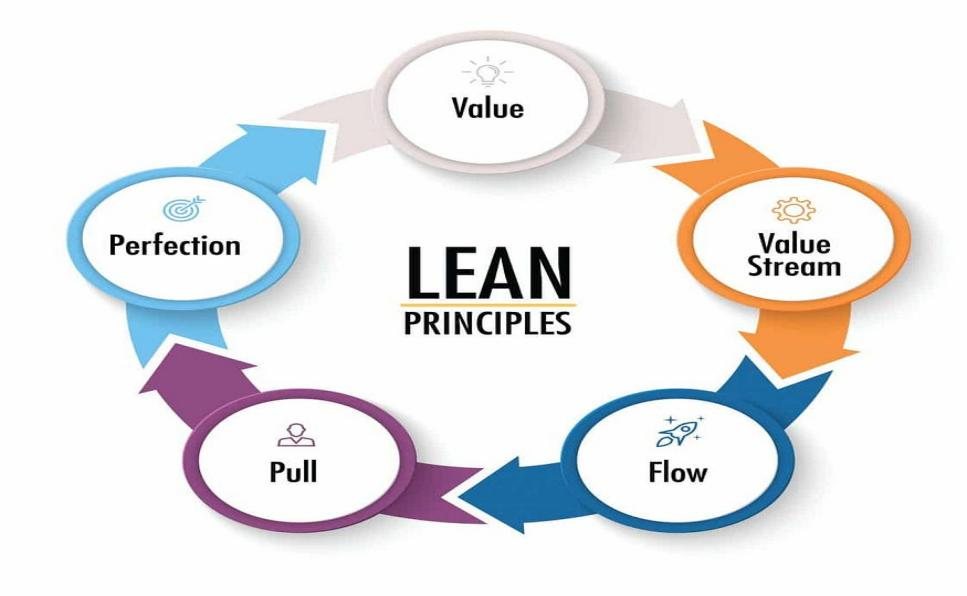 Value
Value
Stream
Flow
Pull
Perfection
LEAN
PRINCIPLES